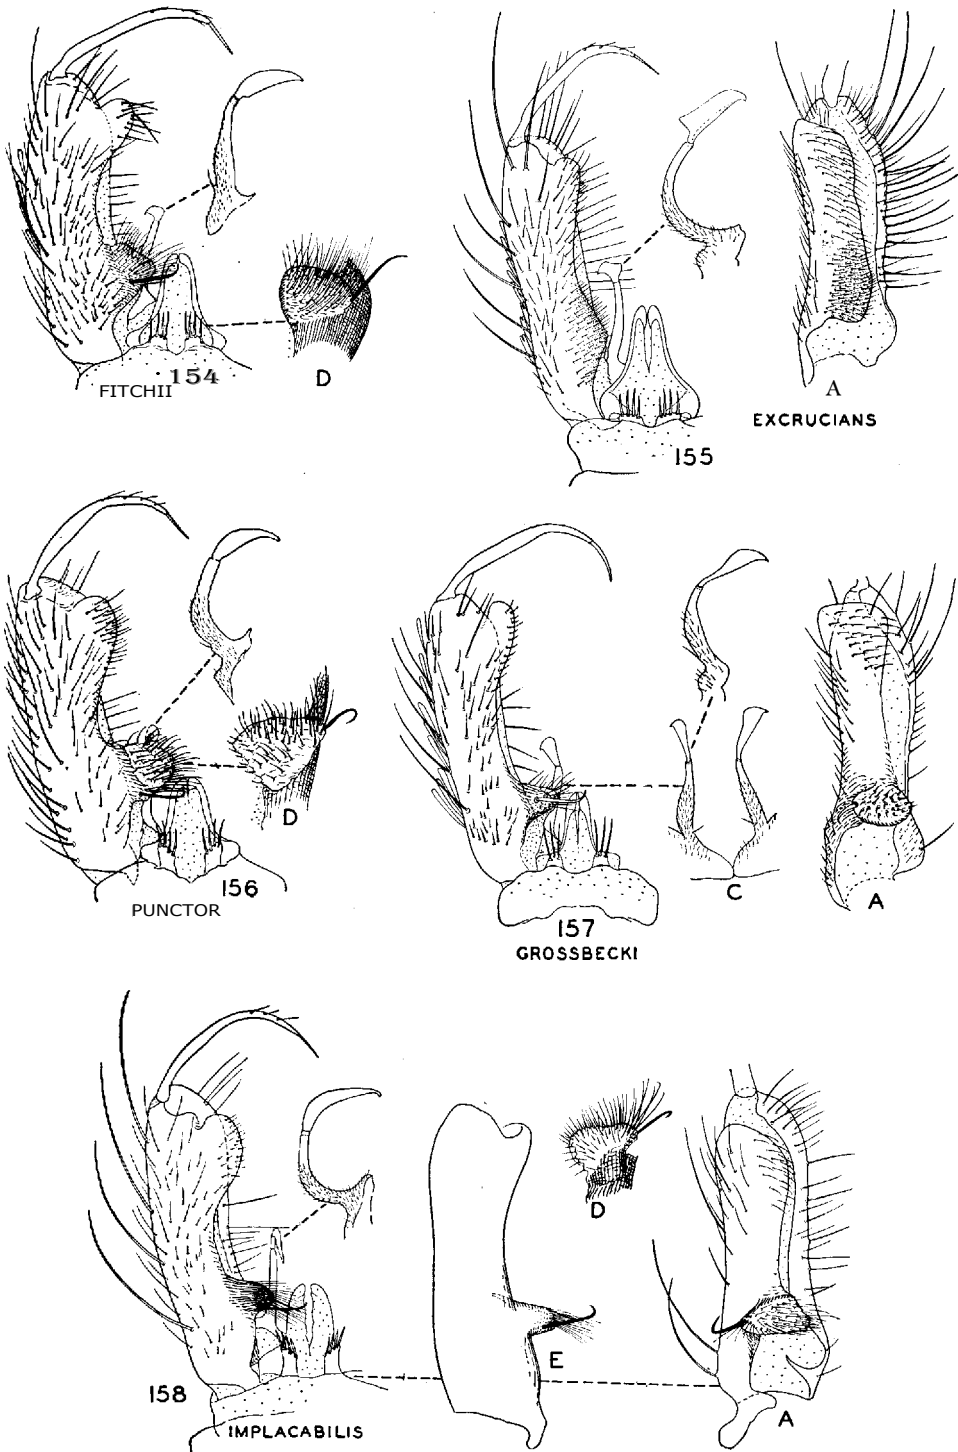 154
FITCHII
D
A
EXCRUCIANS
155
D
156
PUNCTOR
C
A
157
GROSSBECKI
D
E
158
A
IMPLACABILIS